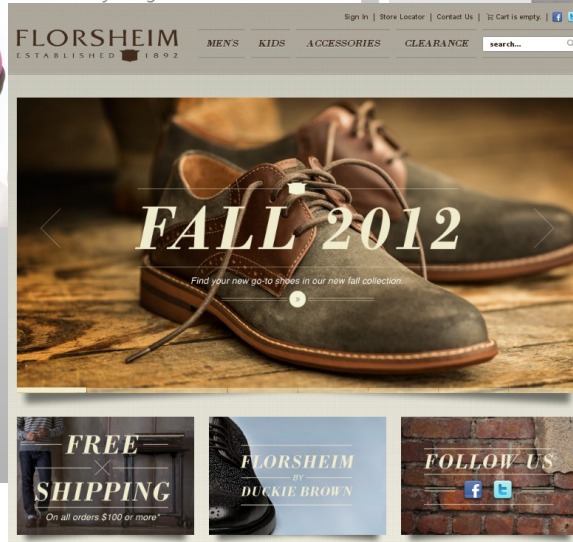 Sign In | Store Locator | Contact Us | Cart is empty. |
FLORSHEIM
ESTABLISHED 1892
MEN'S KIDS ACCESSORIES CLEARANCE search...
FALL 2012
Find your new go-to shoes in our new fall collection.
FREE
SHIPPING
On all orders $100 or more*
FLORSHEIM
BY
DUCKIE BROWN
FOLLOW US